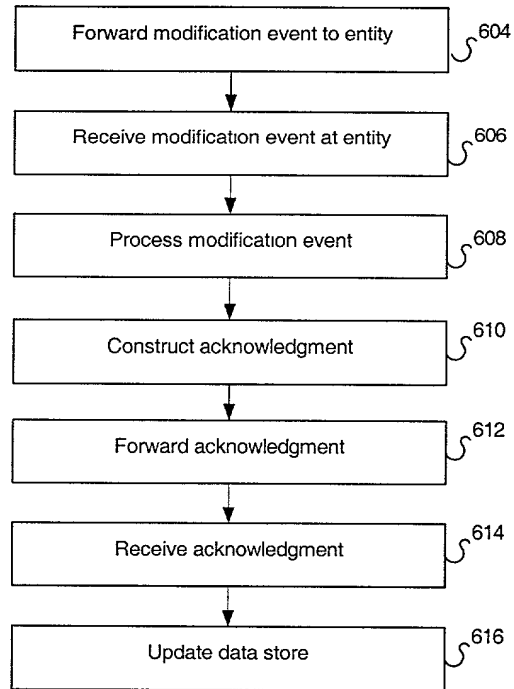 Forward modification event to entity
604
Receive modification event at entity
606
Process modification event
608
Construct acknowledgment
610
Forward acknowledgment
612
Receive acknowledgment
614
Update data store
616